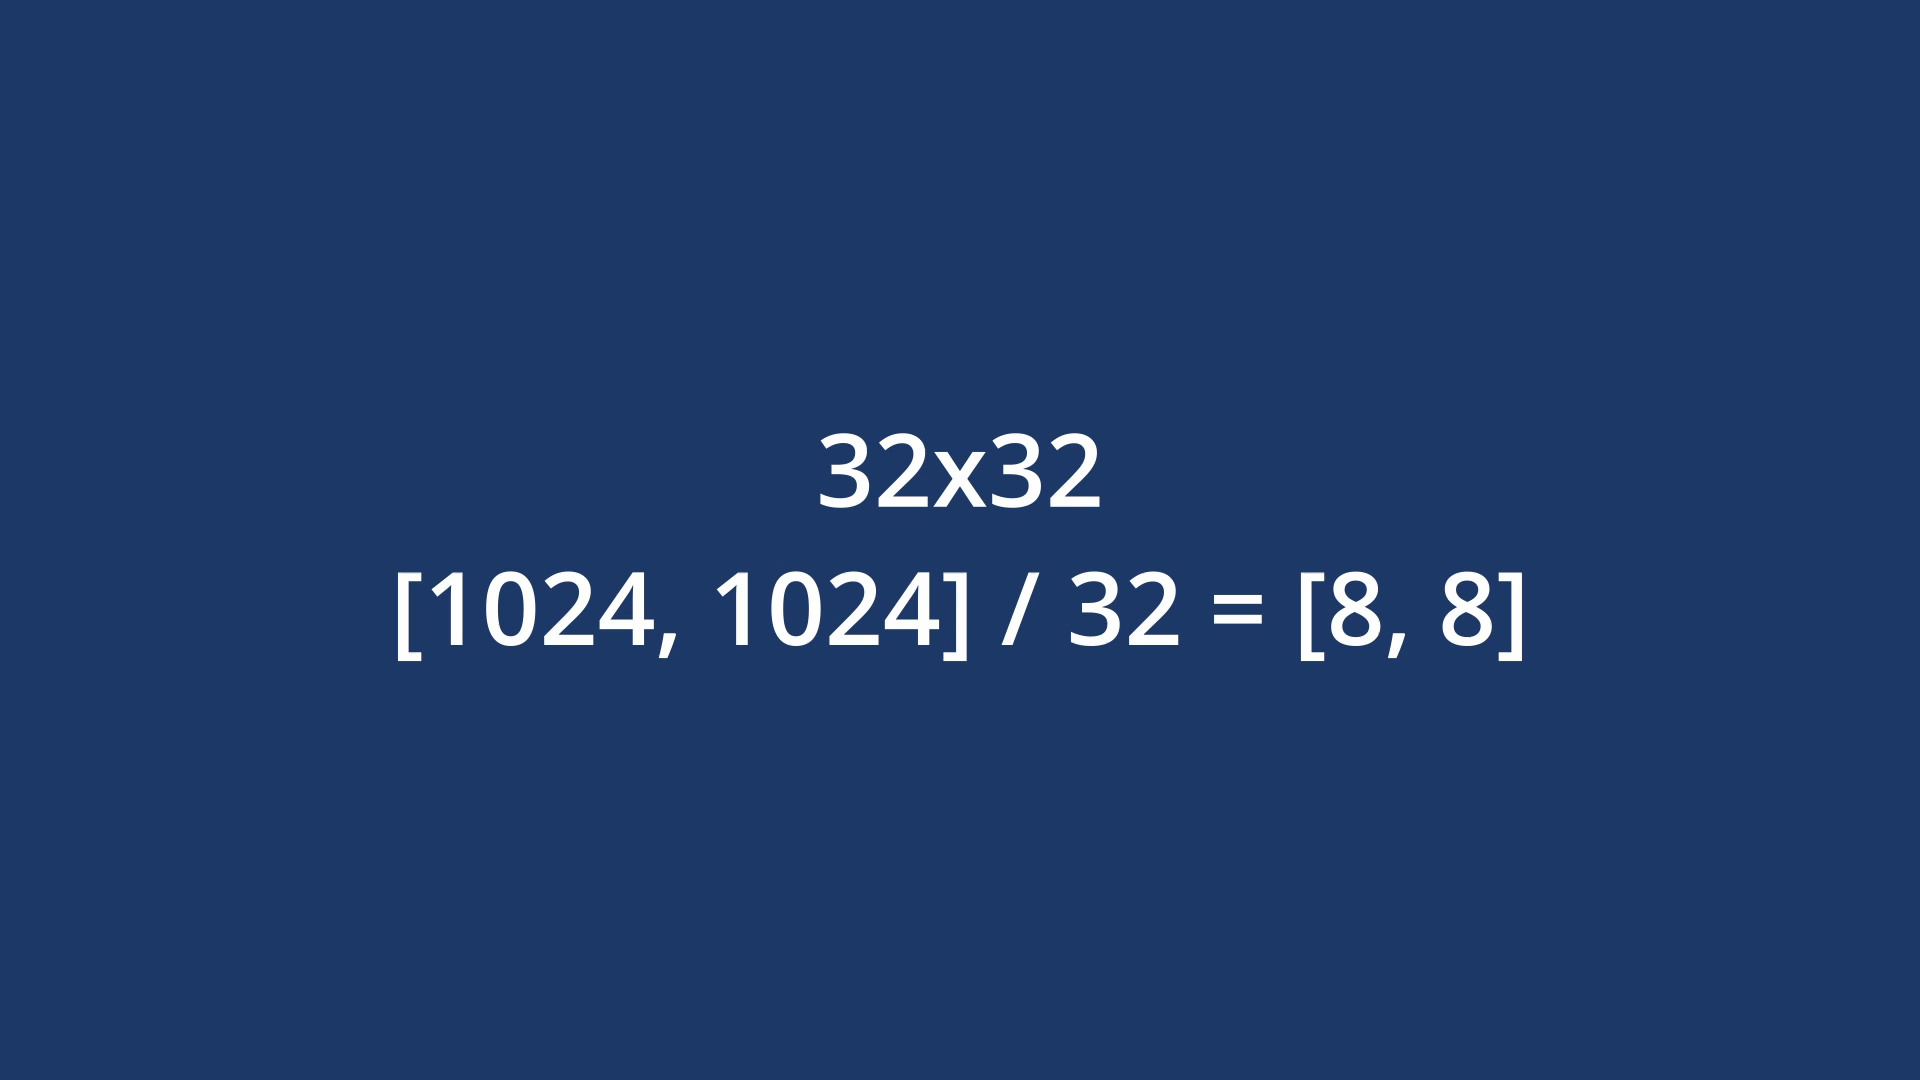 32x32
[1024, 1024] / 32 = [8, 8]